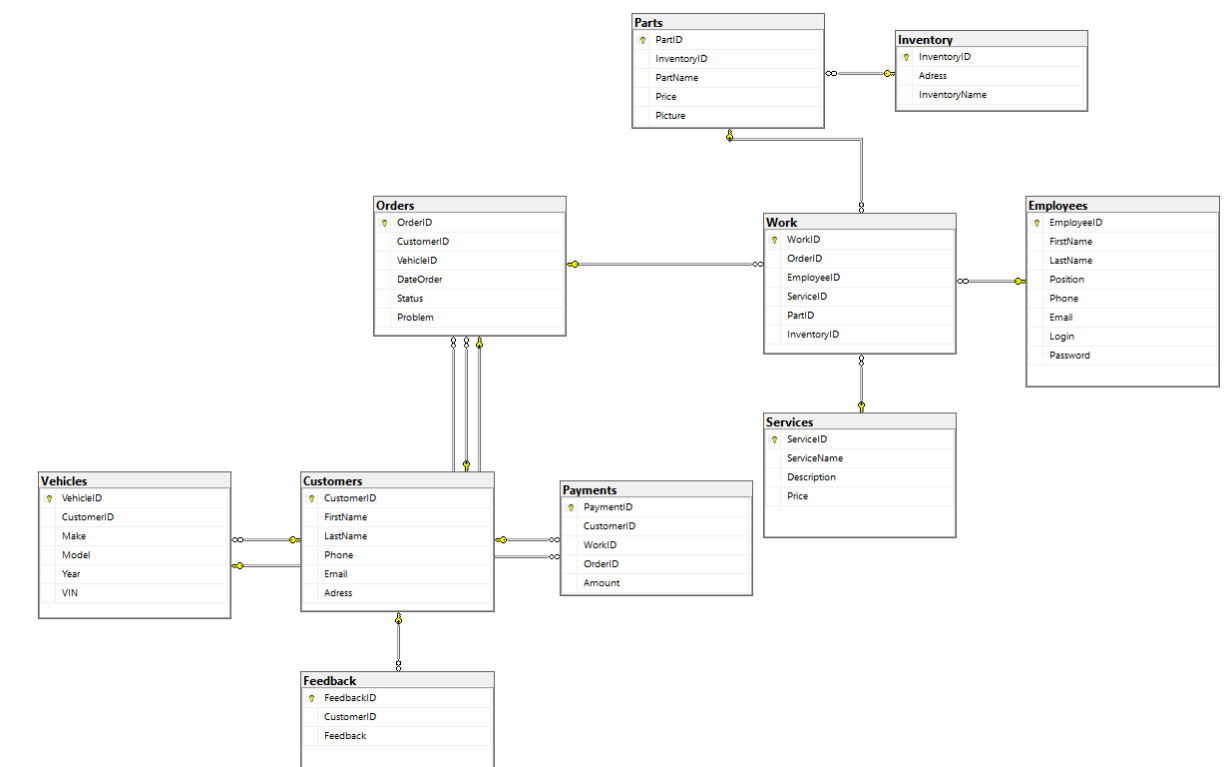 Parts
PartID
InventoryID
PartName
Price
Picture
Inventory
InventoryID
Adress
InventoryName
Orders
OrderID
CustomerID
VehicleID
DateOrder
Status
Problem
Work
WorkID
OrderID
EmployeeID
ServiceID
PartID
InventoryID
Employees
EmployeeID
FirstName
LastName
Position
Phone
Email
Login
Password
Services
ServiceID
ServiceName
Description
Price
Vehicles
VehicleID
CustomerID
Make
Model
Year
VIN
Customers
CustomerID
FirstName
LastName
Phone
Email
Adress
Payments
PaymentID
CustomerID
WorkID
OrderID
Amount
Feedback
FeedbackID
CustomerID
Feedback